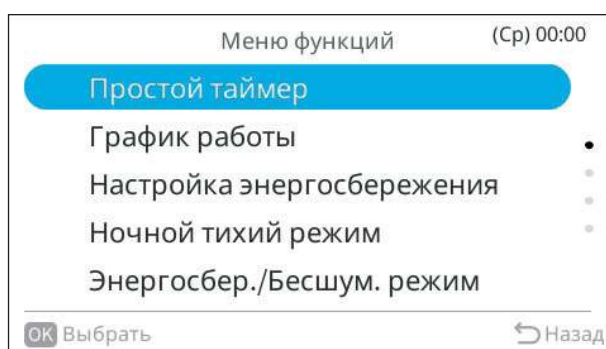 Меню функций (Ср) 00:00
Простой таймер
График работы
Настройка энергосбережения
Ночной тихий режим
Энергосбер./Бесшум. режим
OK Выбрать Назад